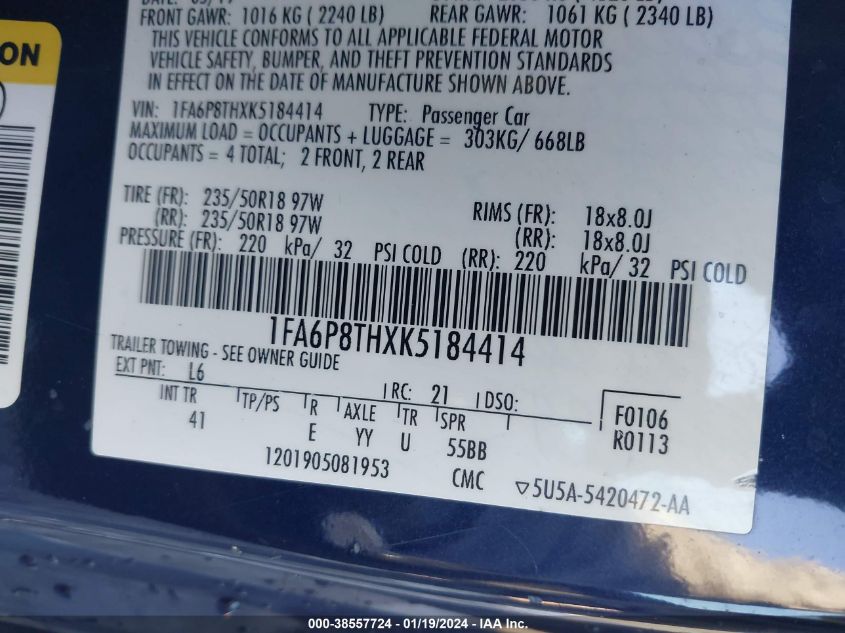 FRONT GAWR: 1016 KG ( 2240 LB) REAR GAWR: 1061 KG ( 2340 LB)
THIS VEHICLE CONFORMS TO ALL APPLICABLE FEDERAL MOTOR
VEHICLE SAFETY, BUMPER, AND THEFT PREVENTION STANDARDS
IN EFFECT ON THE DATE OF MANUFACTURE SHOWN ABOVE.
VIN: 1FA6P8THXK5184414 TYPE: Passenger Car
MAXIMUM LOAD = OCCUPANTS + LUGGAGE = 303KG/ 668LB
OCCUPANTS = 4 TOTAL; 2 FRONT, 2 REAR
TIRE (FR): 235/50R18 97W RIMS (FR): 18x8.0J
(RR): 235/50R18 97W (RR): 18x8.0J
PRESSURE (FR): 220 kPa/ 32 PSI COLD (RR): 220 kPa/ 32 PSI COLD
1FA6P8THXK5184414
TRAILER TOWING - SEE OWNER GUIDE
EXT PNT: L6 RC: 21 DSO:
INT TR TP/PS R AXLE TR SPR F0106
41 E YY U 55BB R0113
1201905081953 CMC ▽5U5A-5420472-AA
000-38557724 — 01/19/2024 — IAA Inc.